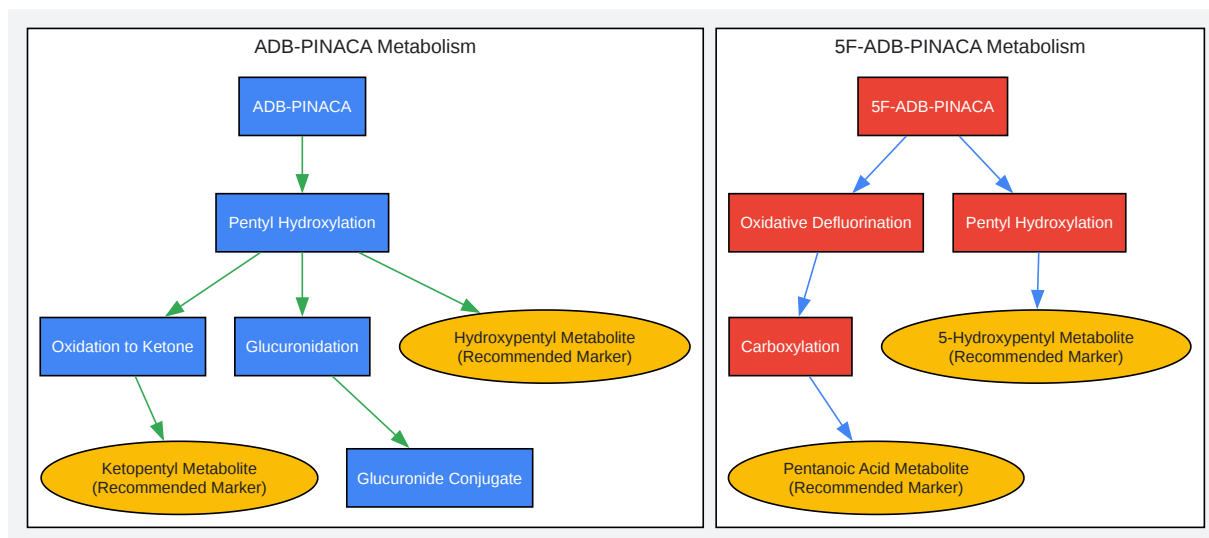 ADB-PINACA Metabolism
ADB-PINACA
Pentyl Hydroxylation
Oxidation to Ketone
Glucuronidation
Hydroxypentyl Metabolite
(Recommended Marker)
Ketopentyl Metabolite
(Recommended Marker)
Glucuronide Conjugate
5F-ADB-PINACA Metabolism
5F-ADB-PINACA
Oxidative Defluorination
Pentyl Hydroxylation
Carboxylation
5-Hydroxypentyl Metabolite
(Recommended Marker)
Pentanoic Acid Metabolite
(Recommended Marker)